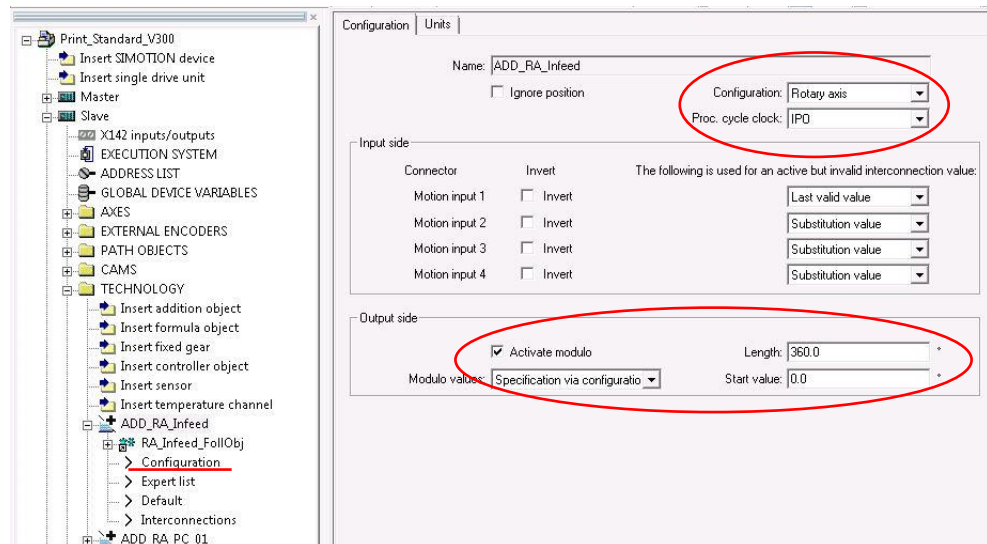 Print_Standard_V300
Insert SIMOTION device
Insert single drive unit
Master
Slave
X142 inputs/outputs
EXECUTION SYSTEM
ADDRESS LIST
GLOBAL DEVICE VARIABLES
AXES
EXTERNAL ENCODERS
PATH OBJECTS
CAMS
TECHNOLOGY
Insert addition object
Insert formula object
Insert fixed gear
Insert controller object
Insert sensor
Insert temperature channel
ADD_RA_Infeed
RA_Infeed_FollObj
Configuration
Expert list
Default
Interconnections
ADD_RA_PC_01
Configuration Units
Name: ADD_RA_Infeed
Ignore position Configuration: Rotary axis
Proc. cycle clock: IPO
Input side
Connector Invert The following is used for an active but invalid interconnection value:
Motion input 1 Invert Last valid value
Motion input 2 Invert Substitution value
Motion input 3 Invert Substitution value
Motion input 4 Invert Substitution value
Output side
Activate modulo Length: 360.0 °
Modulo values: Specification via configuratio Start value: 0.0 °